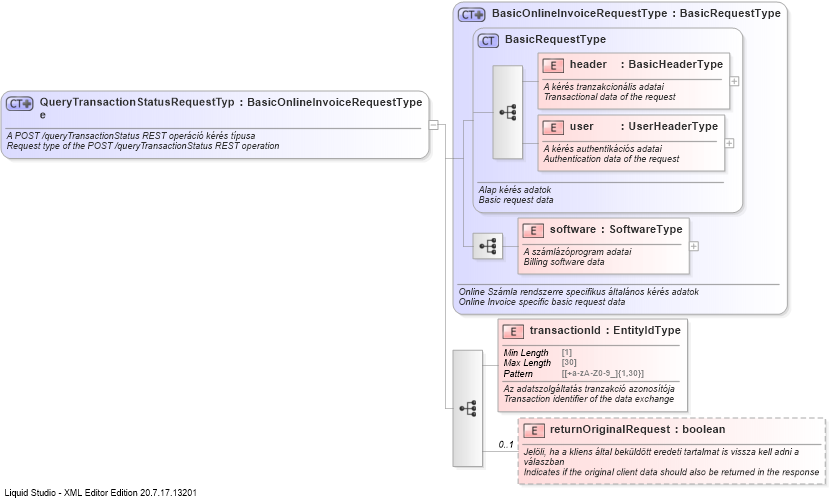 CT+ BasicOnlineInvoiceRequestType : BasicRequestType
CT BasicRequestType
E header : BasicHeaderType
A kérés tranzakcionális adatai
Transactional data of the request
CT+ QueryTransactionStatusRequestTyp : BasicOnlineInvoiceRequestType
e
A POST /queryTransactionStatus REST operáció kérés típusa
Request type of the POST /queryTransactionStatus REST operation
E user : UserHeaderType
A kérés authentikációs adatai
Authentication data of the request
Alap kérés adatok
Basic request data
E software : SoftwareType
A számlázóprogram adatai
Billing software data
Online Számla rendszerre specifikus általános kérés adatok
Online Invoice specific basic request data
E transactionId : EntityIdType
Min Length [1]
Max Length [30]
Pattern [[+a-zA-Z0-9_]{1,30}]
Az adatszolgáltatás tranzakció azonosítója
Transaction identifier of the data exchange
E returnOriginalRequest : boolean
0..1
Jelöli, ha a kliens által beküldött eredeti tartalmat is vissza kell adni a
válaszban
Indicates if the original client data should also be returned in the response
Liquid Studio - XML Editor Edition 20.7.17.13201